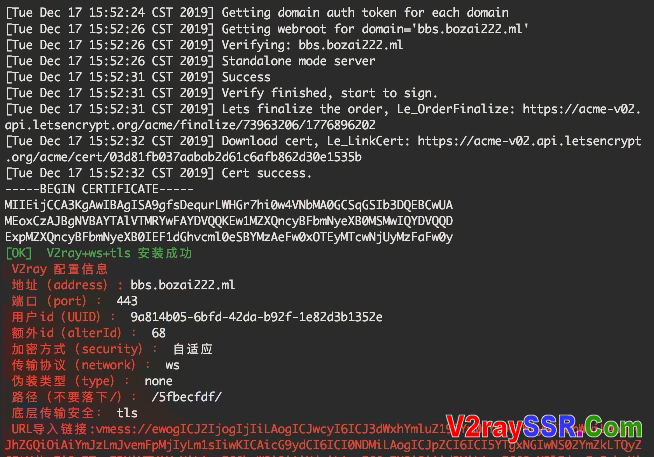 [Tue Dec 17 15:52:24 CST 2019] Getting domain auth token for each domain
[Tue Dec 17 15:52:26 CST 2019] Getting webroot for domain='bbs.bozai222.ml'
[Tue Dec 17 15:52:26 CST 2019] Verifying: bbs.bozai222.ml
[Tue Dec 17 15:52:26 CST 2019] Standalone mode server
[Tue Dec 17 15:52:31 CST 2019] Success
[Tue Dec 17 15:52:31 CST 2019] Verify finished, start to sign.
[Tue Dec 17 15:52:31 CST 2019] Lets finalize the order, Le_OrderFinalize: https://acme-v02.
api.letsencrypt.org/acme/finalize/73963206/1776896202
[Tue Dec 17 15:52:32 CST 2019] Download cert, Le_LinkCert: https://acme-v02.api.letsencrypt
.org/acme/cert/03d81fb037aabab2d61c6afb862d30e1535b
[Tue Dec 17 15:52:32 CST 2019] Cert success.
-----BEGIN CERTIFICATE-----
MIIEijCCA3KgAwIBAgISA9gfsDequrLWHGr7hi0w4VNbMA0GCSqGSIb3DQEBCwUA
MEoxCzAJBgNVBAYTAlVTMRYwFAYDVQQKEw1MZXQncyBFbmNyeXB0MSMwIQYDVQQD
ExpMZXQncyBFbmNyeXB0IEF1dGhvcml0eSBYMzAeFw0xOTEyMTcwNjUyMzFaFw0y
[OK] V2ray+ws+tls 安装成功
V2ray 配置信息
地址（address）: bbs.bozai222.ml
端口（port）： 443
用户id（UUID）： 9a814b05-6bfd-42da-b92f-1e82d3b1352e
额外id（alterId）： 68
加密方式（security）： 自适应
传输协议（network）： ws
伪装类型（type）： none
路径（不要落下/）： /5fbecfdf/
底层传输安全： tls
URL导入链接:vmess://
V2raySSR.Com